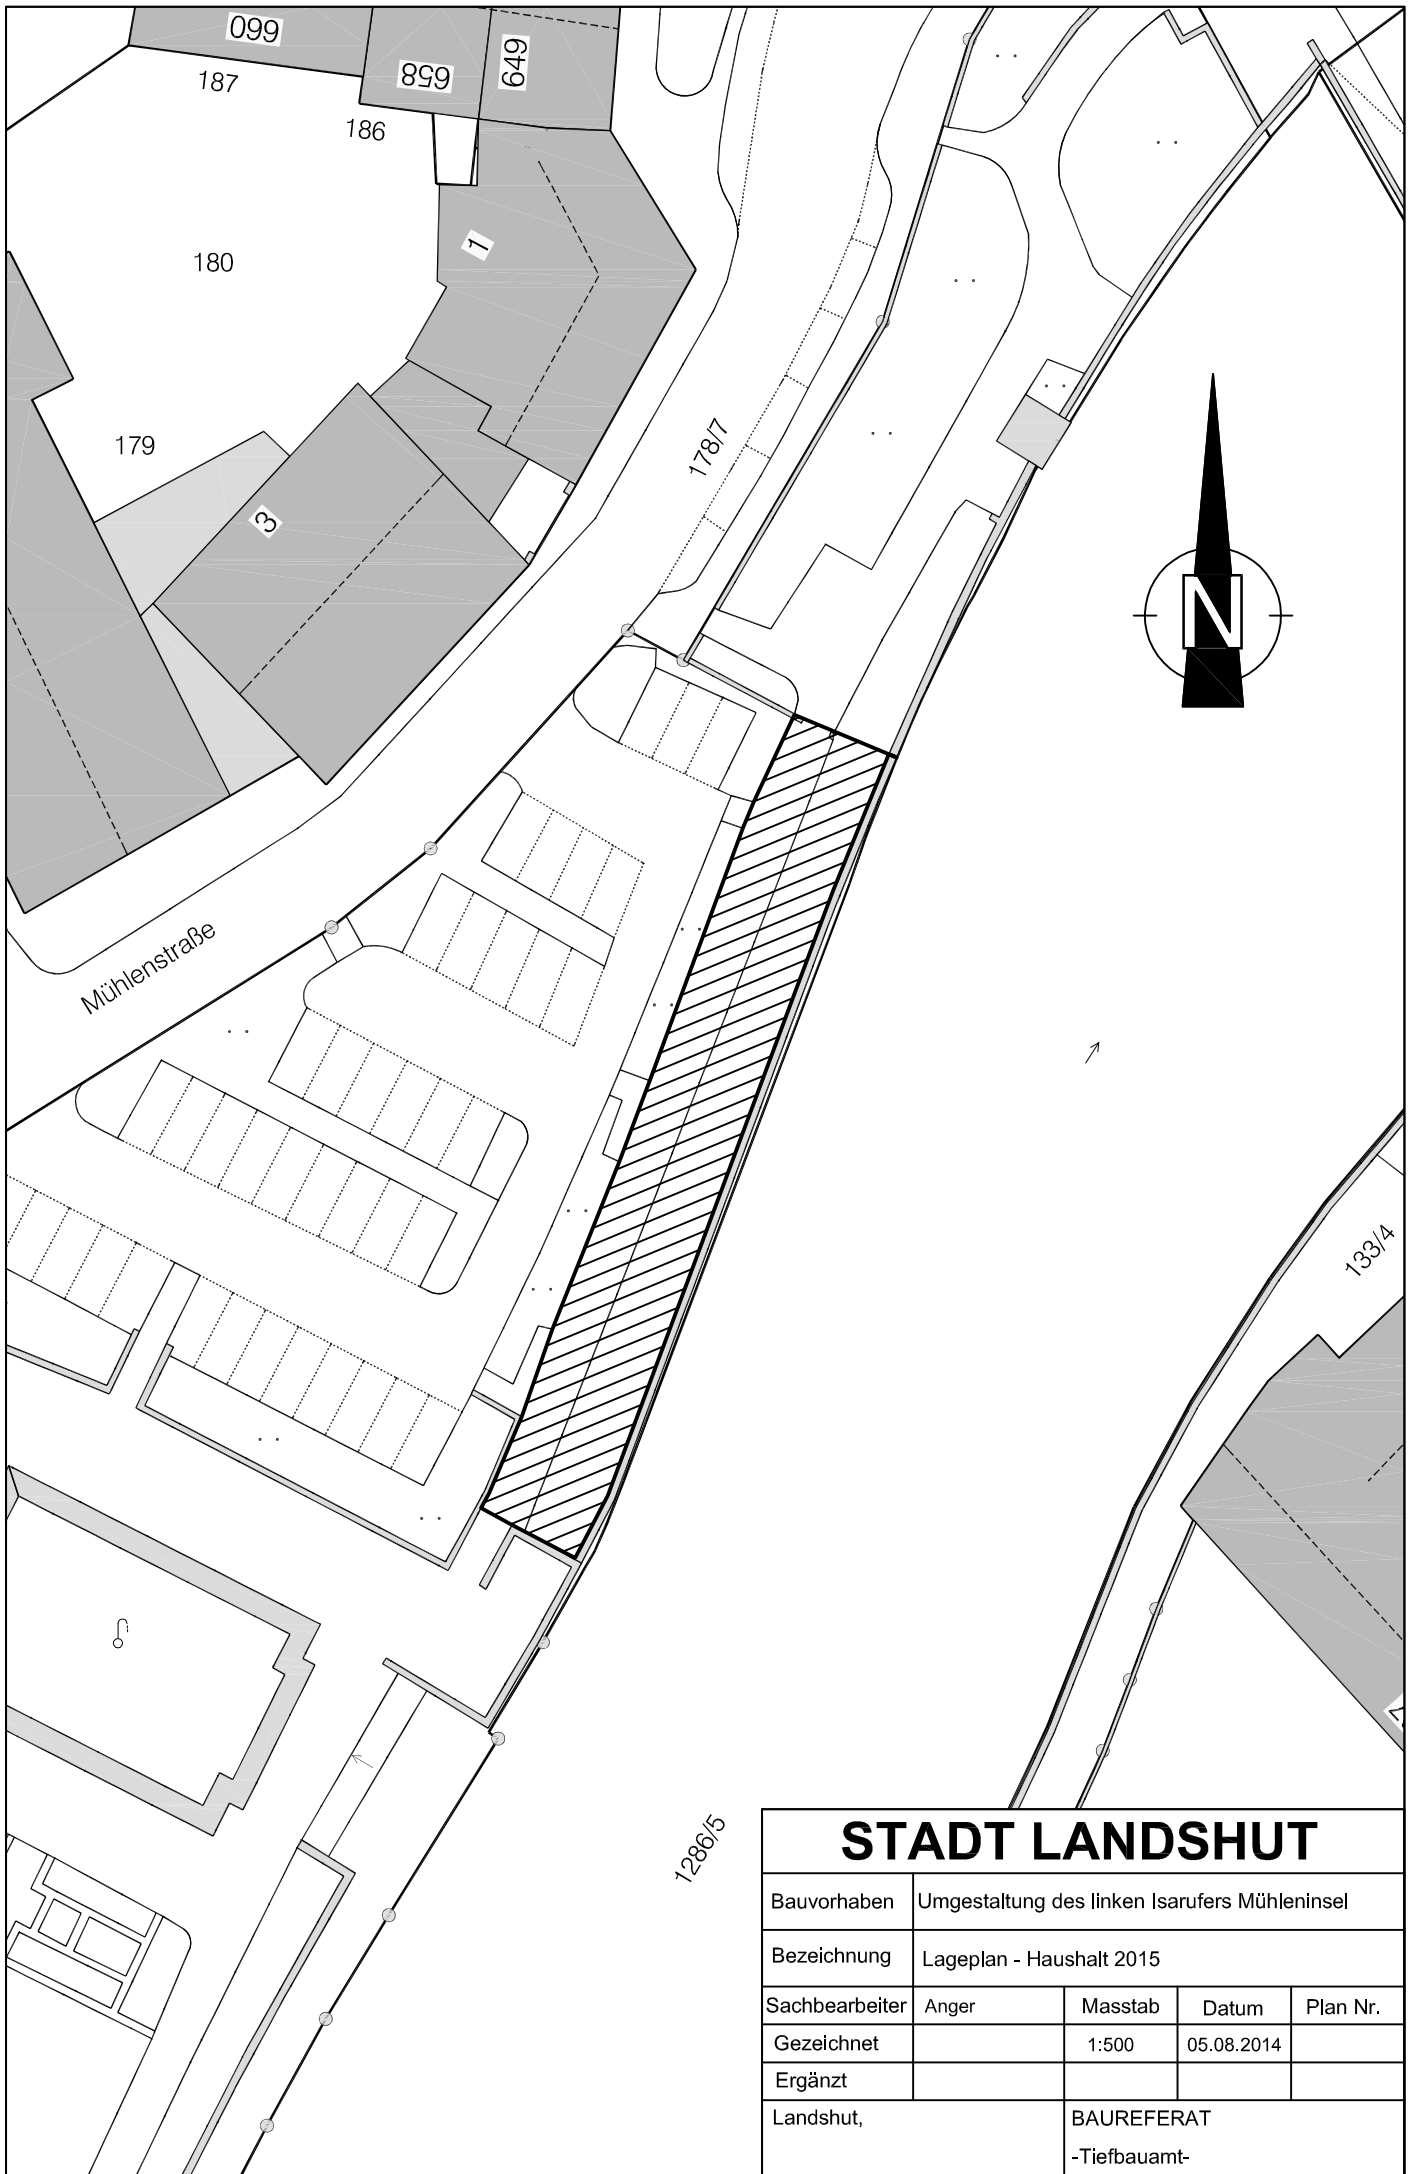 660
658
649
187
186
1
180
179
3
178/7
N
Mühlenstraße
133/4
1286/5
STADT LANDSHUT
Bauvorhaben Umgestaltung des linken Isarufers Mühleninsel
Bezeichnung Lageplan - Haushalt 2015
Sachbearbeiter Anger Masstab Datum Plan Nr.
Gezeichnet 1:500 05.08.2014
Ergänzt
Landshut, BAUREFERAT
-Tiefbauamt-